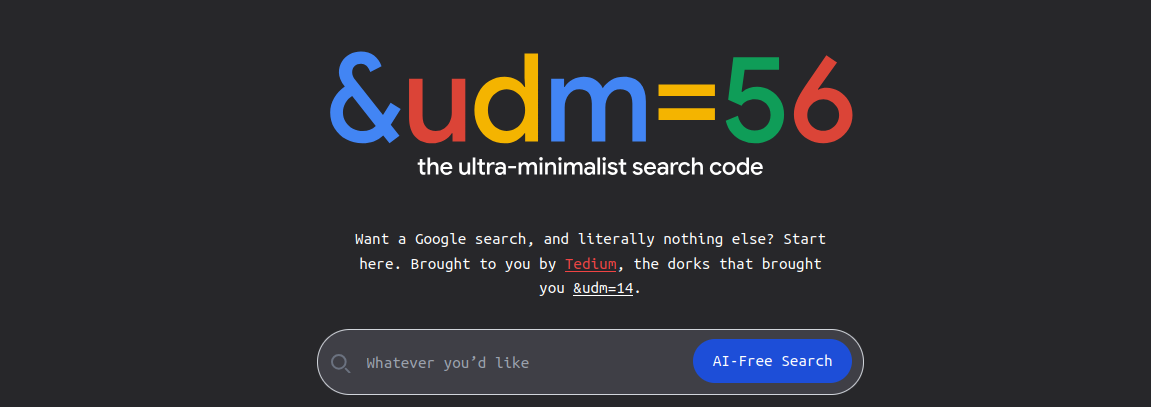 &udm=56
the ultra-minimalist search code
Want a Google search, and literally nothing else? Start
here. Brought to you by Tedium, the dorks that brought
you &udm=14.
Whatever you’d like
AI-Free Search